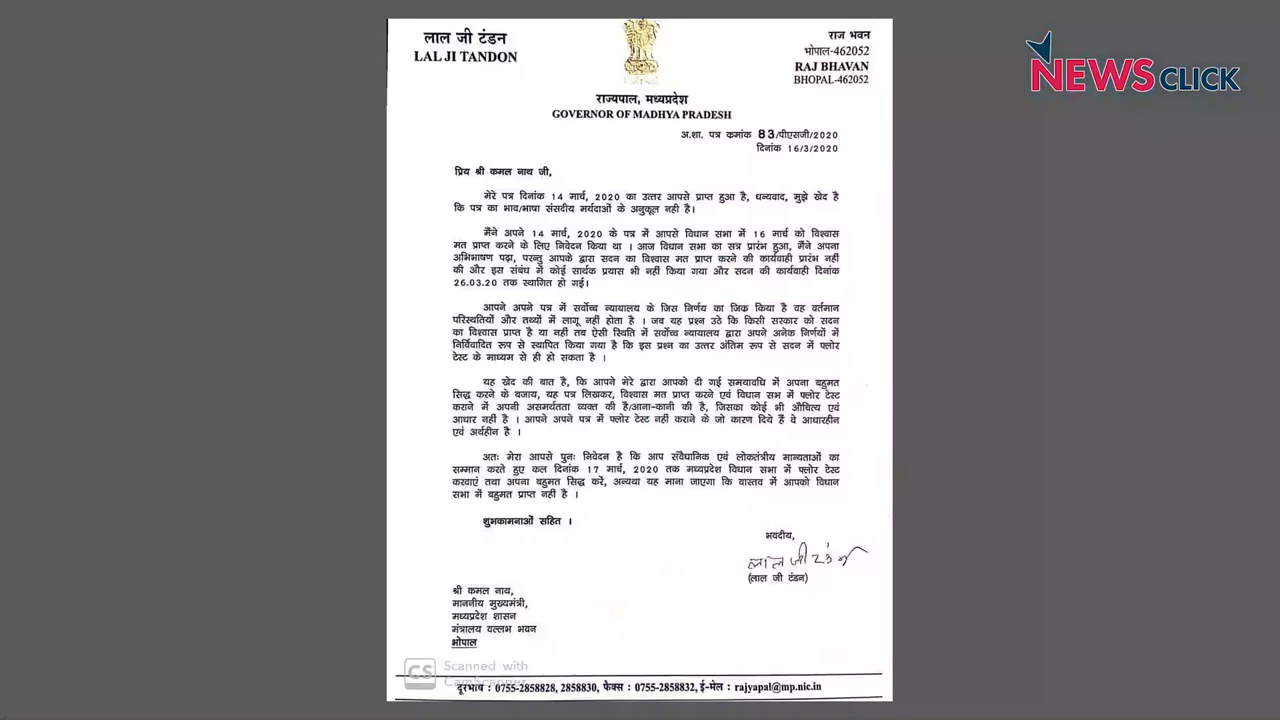 लाल जी टंडन
LAL JI TANDON
राज भवन
भोपाल-462052
RAJ BHAVAN
BHOPAL-462052
NEWSCLICK
राज्यपाल, मध्यप्रदेश
GOVERNOR OF MADHYA PRADESH
अ.शा. पत्र कमांक 83/पीएसजी/2020
दिनांक 16/3/2020
प्रिय श्री कमल नाथ जी,
मेरे पत्र दिनांक 14 मार्च, 2020 का उत्तर आपसे प्राप्त हुआ है, धन्यवाद, मुझे खेद है
कि पत्र का भाव/भाषा संसदीय मर्यदाओं के अनुकूल नही है।
मैंने अपने 14 मार्च, 2020 के पत्र में आपसे विधान सभा में 16 मार्च को विश्वास
मत प्राप्त करने के लिए निवेदन किया था । आज विधान सभा का सत्र प्रारंभ हुआ, मैंने अपना
अभिभाषण पढ़ा, परन्तु आपके द्वारा सदन का विश्वास मत प्राप्त करने की कार्यवाही प्रारंभ नहीं
की और इस संबंध में कोई सार्थक प्रयास भी नहीं किया गया और सदन की कार्यवाही दिनांक
26.03.20 तक स्थागित हो गई।
आपने अपने पत्र में सर्वोच्च न्यायालय के जिस निर्णय का जिक्र किया है वह वर्तमान
परिस्थितियों और तथ्यों में लागू नहीं होता है । जब यह प्रश्न उठे कि किसी सरकार को सदन
का विश्वास प्राप्त है या नहीं तब ऐसी स्थिति में सर्वोच्च न्यायालय द्वारा अपने अनेक निर्णयों में
निर्विवादित रूप से स्थापित किया गया है कि इस प्रश्न का उत्तर अंतिम रूप से सदन में फ्लोर
टेस्ट के माध्यम से ही हो सकता है ।
यह खेद की बात है, कि आपने मेरे द्वारा आपको दी गई समयावधि में अपना बहुमत
सिद्ध करने के बजाय, यह पत्र लिखकर, विश्वास मत प्राप्त करने एवं विधान सभ में फ्लोर टेस्ट
कराने में अपनी असमर्थतता व्यक्त की है/आना-कानी की है, जिसका कोई भी औचित्य एवं
आधार नहीं है । आपने अपने पत्र में फ्लोर टेस्ट नहीं कराने के जो कारण दिये हैं वे आधारहीन
एवं अर्थहीन है ।
अतः मेरा आपसे पुनः निवेदन है कि आप संवैधानिक एवं लोकतंत्रीय मान्यताओं का
सम्मान करते हुए कल दिनांक 17 मार्च, 2020 तक मध्यप्रदेश विधान सभा में फ्लोर टेस्ट
करवाएं तथा अपना बहुमत सिद्ध करें, अन्यथा यह माना जाएगा कि वास्तव में आपको विधान
सभा में बहुमत प्राप्त नहीं है ।
शुभकामनाओं सहित ।
भवदीय,
लाल जी टंडन
(लाल जी टंडन)
श्री कमल नाथ,
माननीय मुख्यमंत्री,
मध्यप्रदेश शासन
मंत्रालय वल्लभ भवन
भोपाल
CS Scanned with
CamScanner
दूरभाष : 0755-2858828, 2858830, फैक्स : 0755-2858832, ई-मेल : rajyapal@mp.nic.in